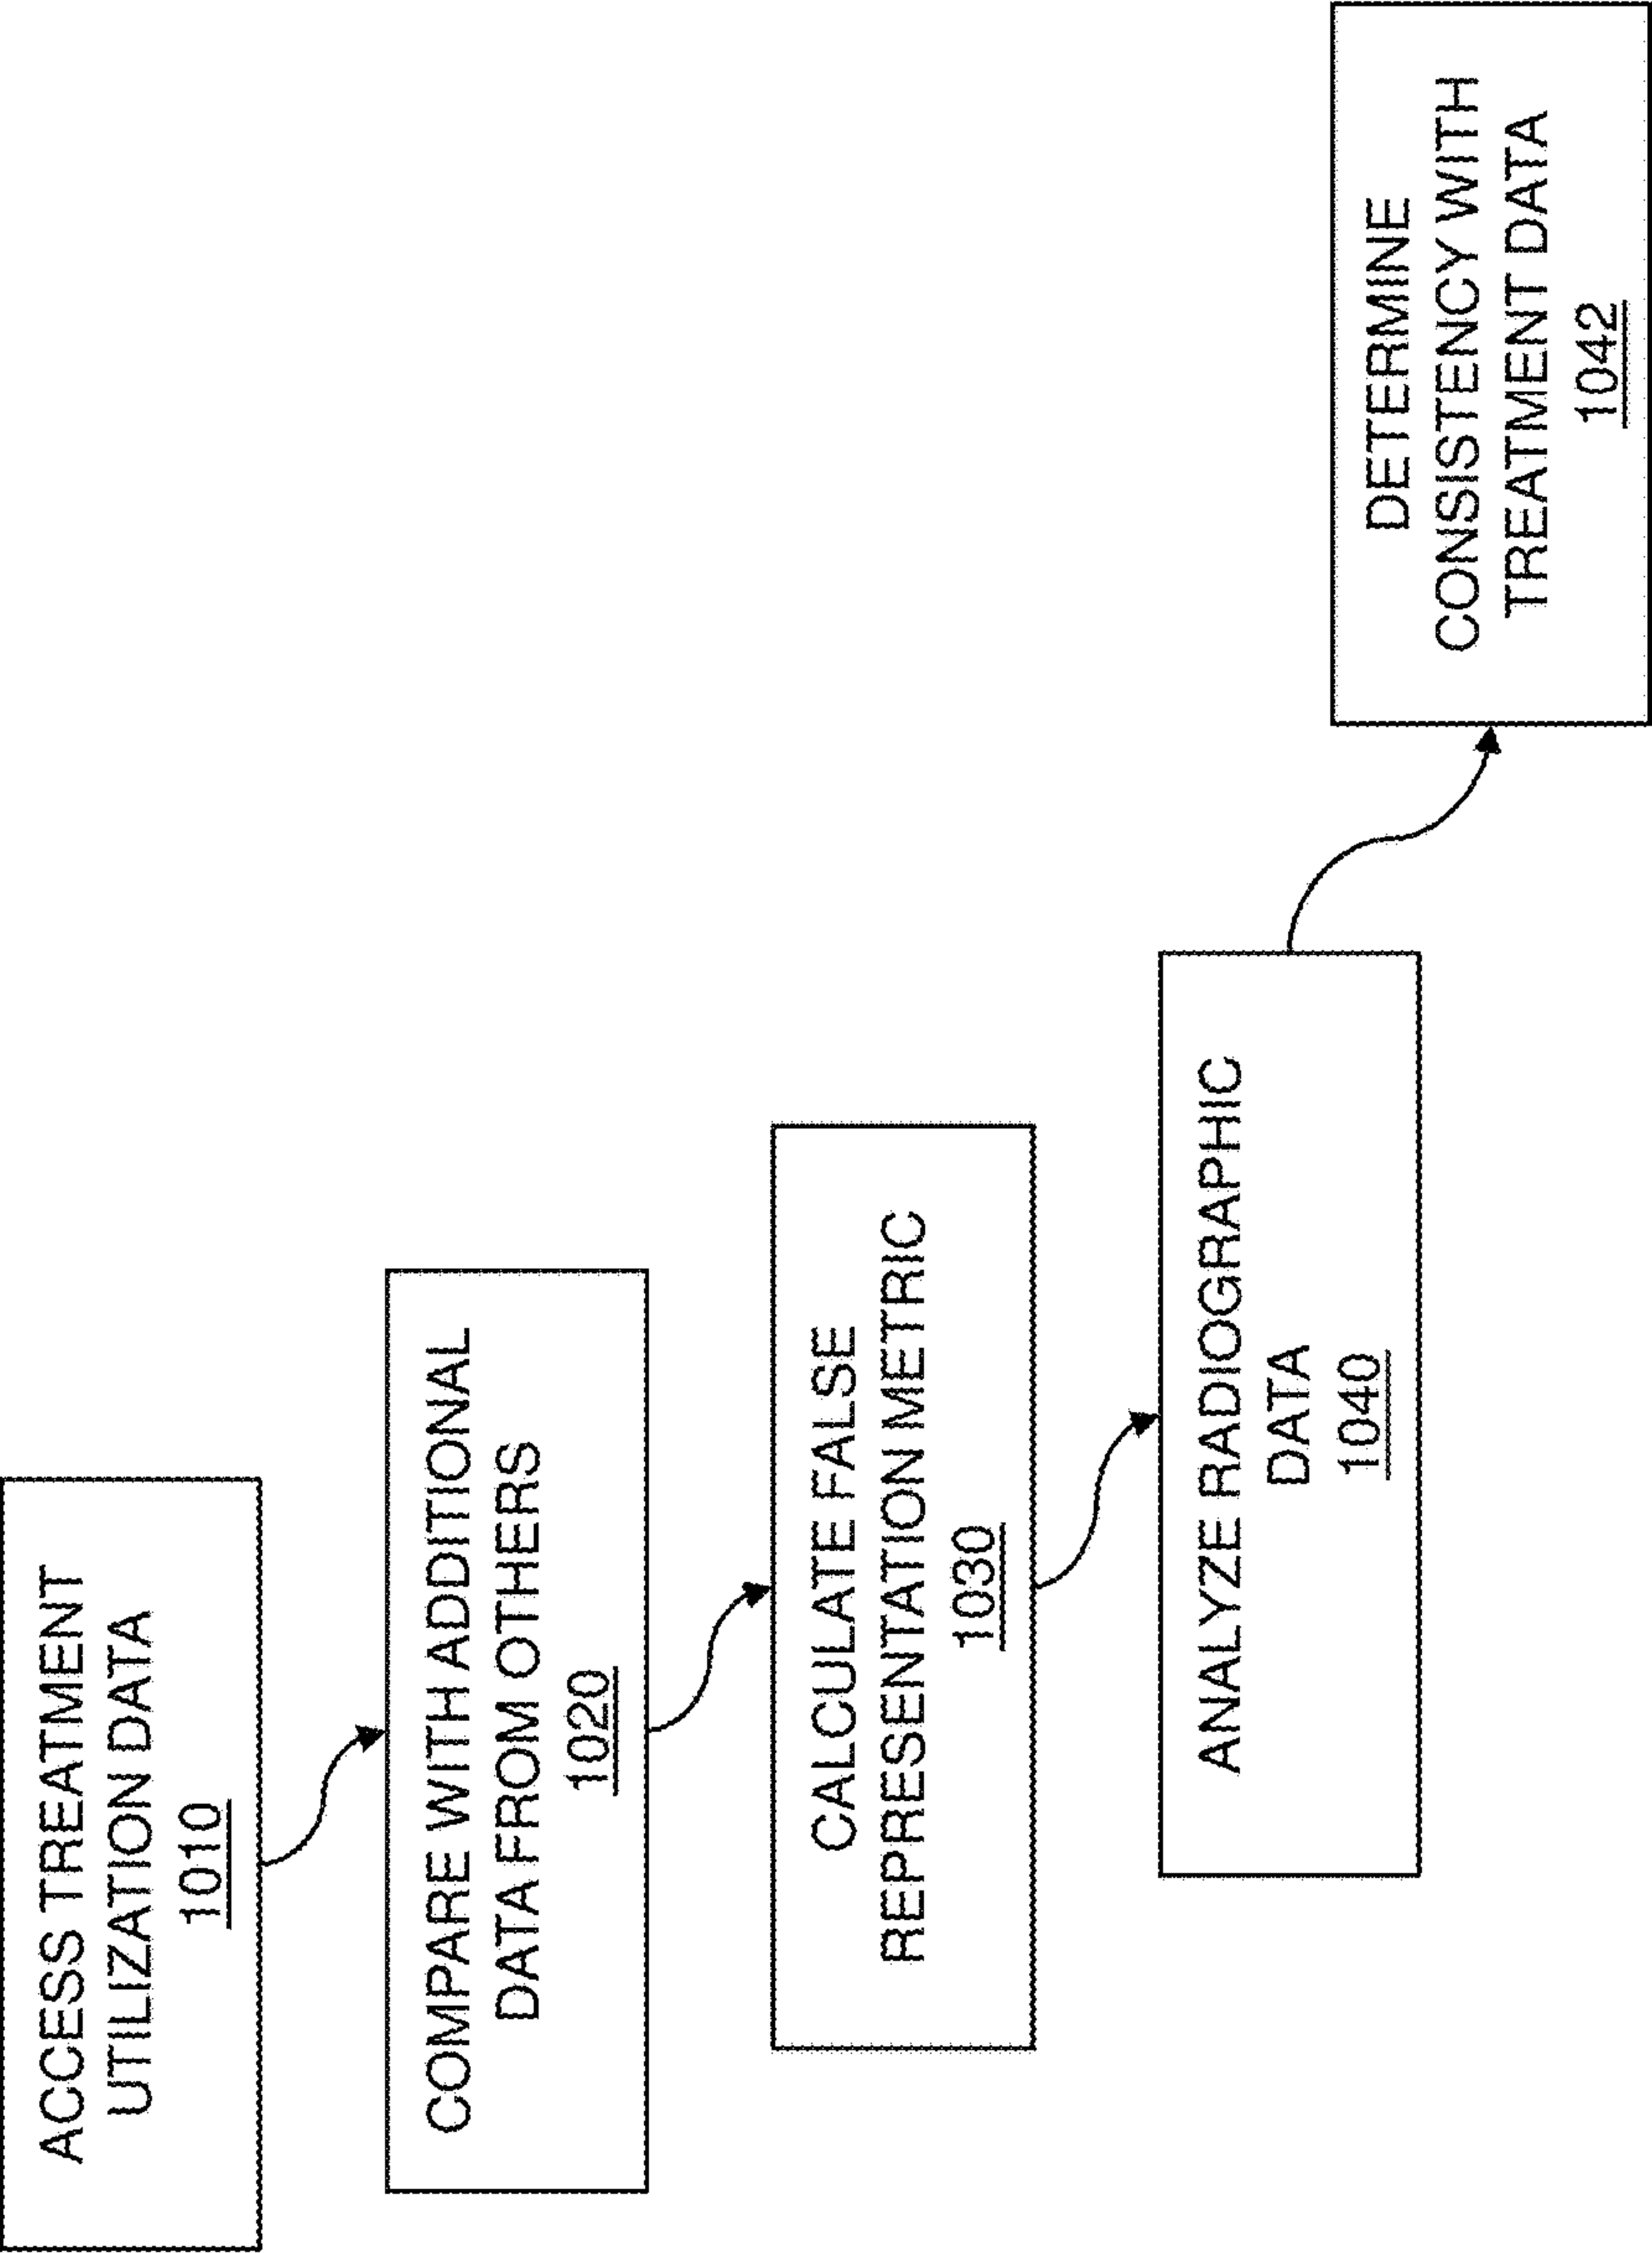 ACCESS TREATMENT
UTILIZATION DATA
1010
COMPARE WITH ADDITIONAL
DATA FROM OTHERS
1020
CALCULATE FALSE
REPRESENTATION METRIC
1030
ANALYZE RADIOGRAPHIC
DATA
1040
DETERMINE
CONSISTENCY WITH
TREATMENT DATA
1042